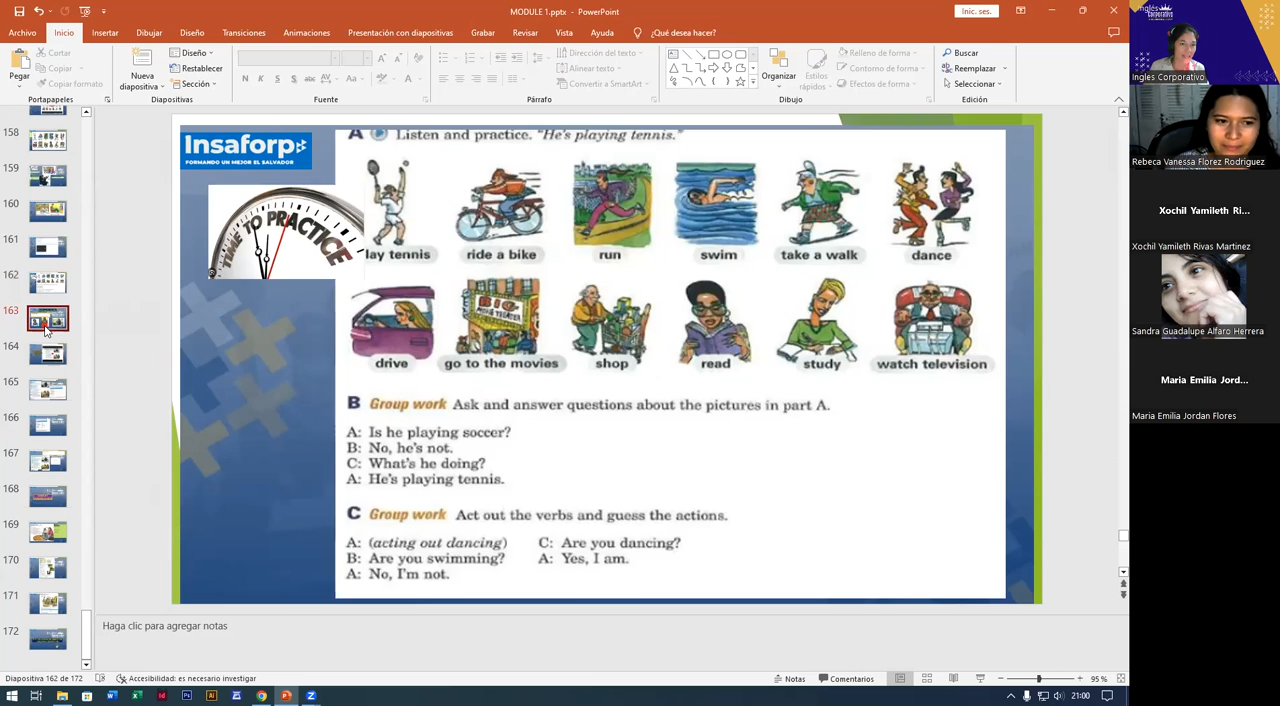 MODULE 1.pptx - PowerPoint
Inic. ses.
Archivo Inicio Insertar Dibujar Diseño Transiciones Animaciones Presentación con diapositivas Grabar Revisar Vista Ayuda ¿Qué desea hacer?
Pegar
Cortar
Copiar
Copiar formato
Portapapeles
Nueva diapositiva
Diseño
Restablecer
Sección
Diapositivas
N K S S abc AV Aa A
Fuente
Dirección del texto
Alinear texto
Convertir a SmartArt
Párrafo
Organizar
Estilos rápidos
Relleno de forma
Contorno de forma
Efectos de forma
Dibujo
Buscar
Reemplazar
Seleccionar
Edición
158
159
160
161
162
163
164
165
166
167
168
169
170
171
172
Insaforp
FORMANDO UN MEJOR EL SALVADOR
TIME TO PRACTICE
A Listen and practice. "He's playing tennis."
lay tennis ride a bike run swim take a walk dance
BIG
MOVIE THEATER
drive go to the movies shop read study watch television
B Group work Ask and answer questions about the pictures in part A.
A: Is he playing soccer?
B: No, he's not.
C: What's he doing?
A: He's playing tennis.
C Group work Act out the verbs and guess the actions.
A: (acting out dancing)
B: Are you swimming?
A: No, I'm not.
C: Are you dancing?
A: Yes, I am.
Haga clic para agregar notas
Diapositiva 162 de 172
Accesibilidad: es necesario investigar
Notas
Comentarios
95 %
21:00
Inglés
Corporativo
Ingles Corporativo
Rebeca Vanessa Florez Rodriguez
Xochil Yamileth Ri...
Xochil Yamileth Rivas Martinez
Sandra Guadalupe Alfaro Herrera
Maria Emilia Jord...
Maria Emilia Jordan Flores